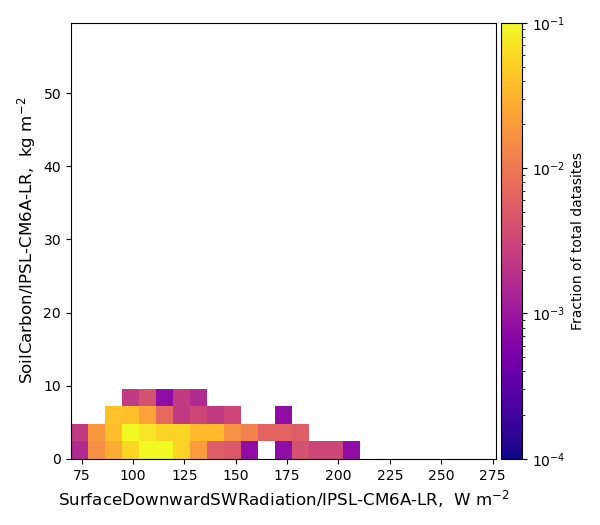 SoilCarbon/IPSL-CM6A-LR,  kg m⁻²
50
40
30
20
10
0
75 100 125 150 175 200 225 250 275
SurfaceDownwardSWRadiation/IPSL-CM6A-LR,  W m⁻²
10⁻¹
10⁻²
10⁻³
10⁻⁴
Fraction of total datasites